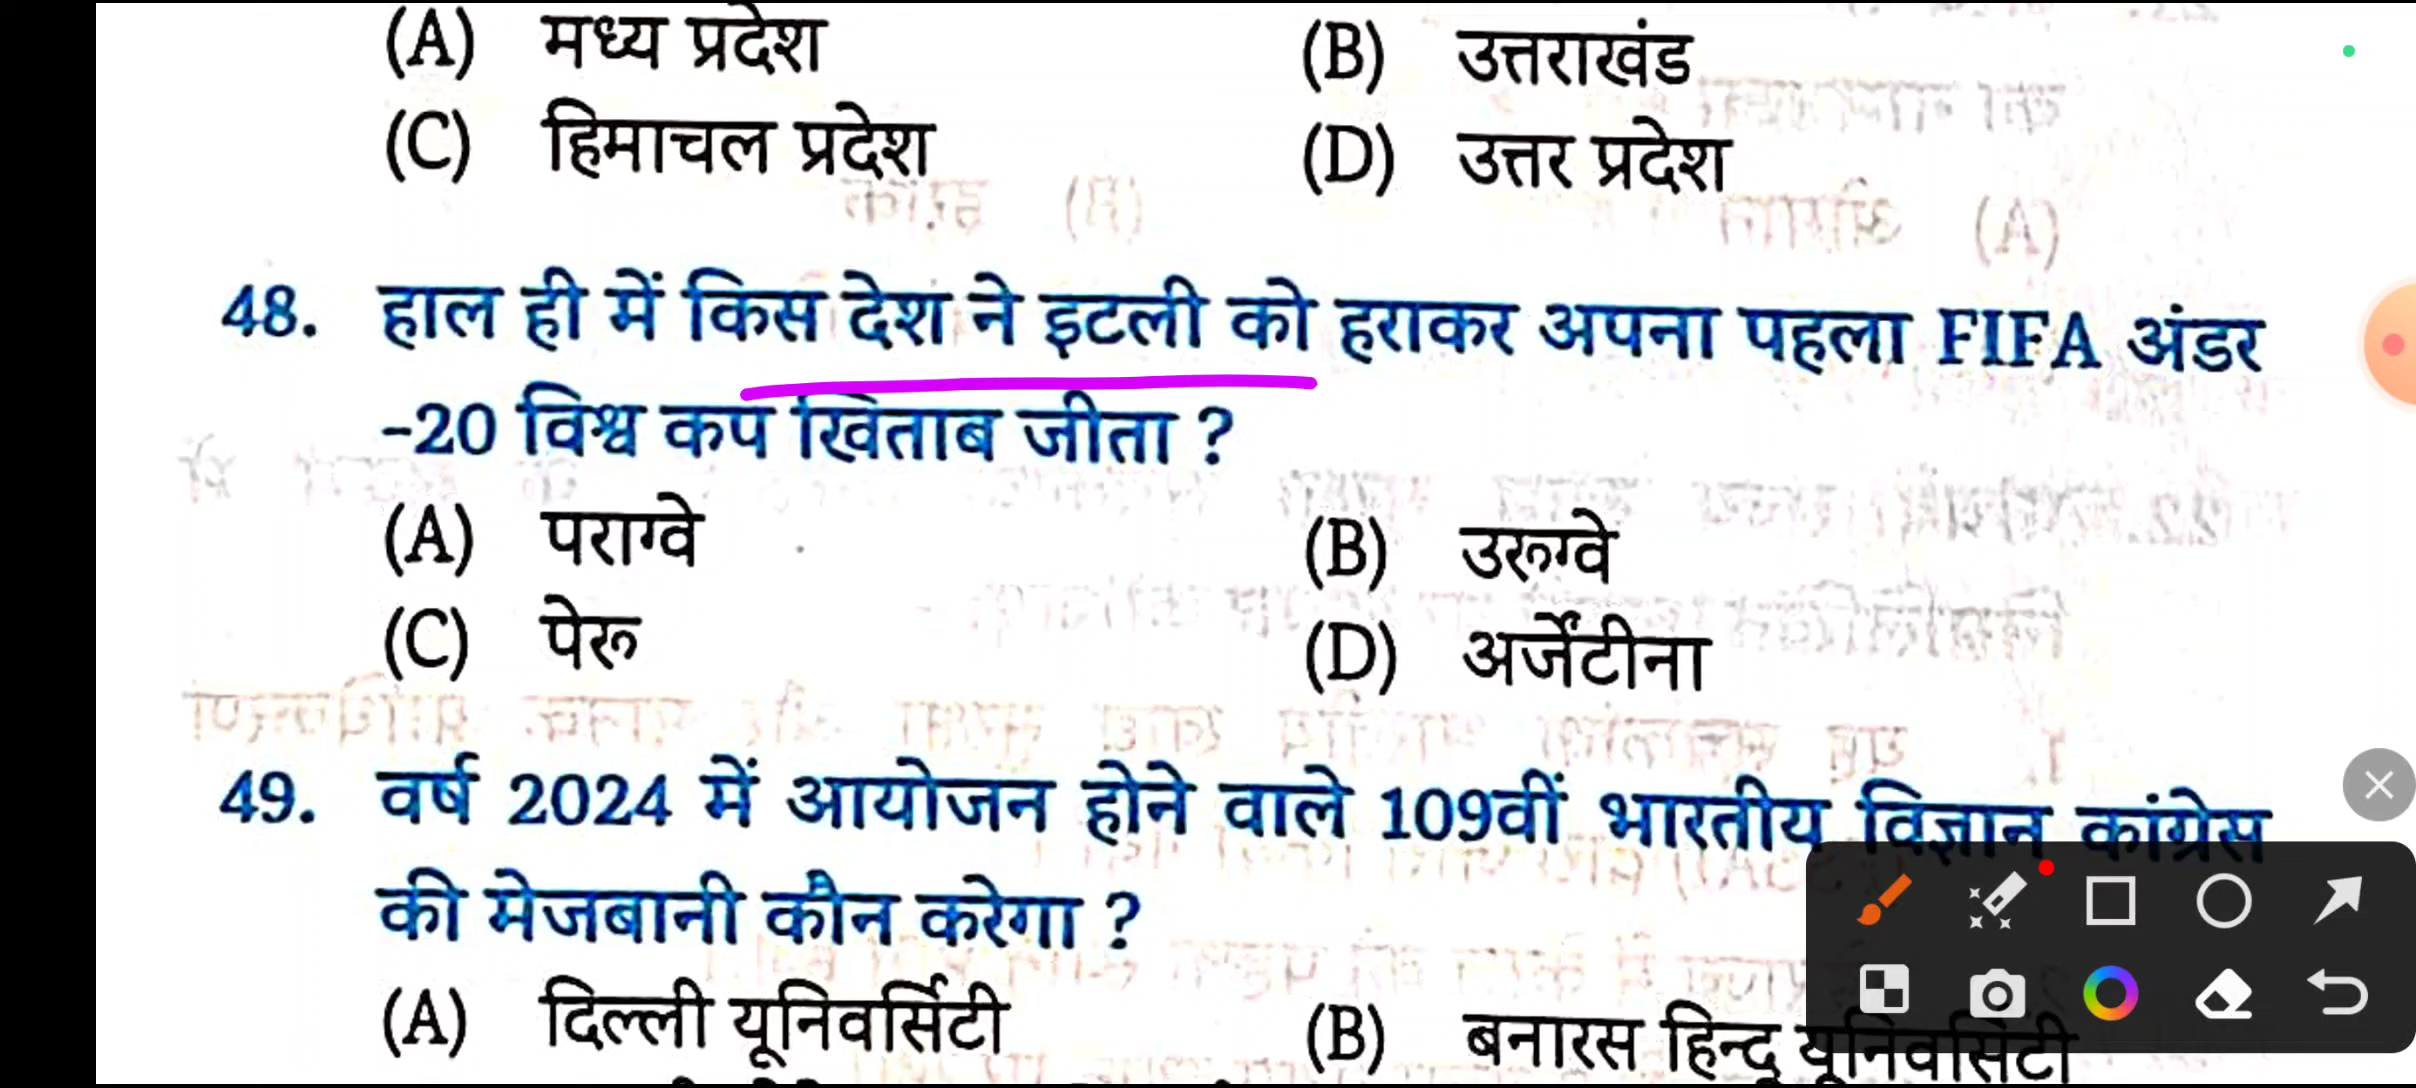 (A) मध्य प्रदेश (B) उत्तराखंड
(C) हिमाचल प्रदेश (D) उत्तर प्रदेश
48. हाल ही में किस देश ने इटली को हराकर अपना पहला FIFA अंडर
-20 विश्व कप खिताब जीता ?
(A) पराग्वे (B) उरूग्वे
(C) पेरू (D) अर्जेंटीना
49. वर्ष 2024 में आयोजन होने वाले 109वीं भारतीय विज्ञान कांग्रेस
की मेजबानी कौन करेगा ?
(A) दिल्ली यूनिवर्सिटी (B) बनारस हिन्दू यूनिवर्सिटी